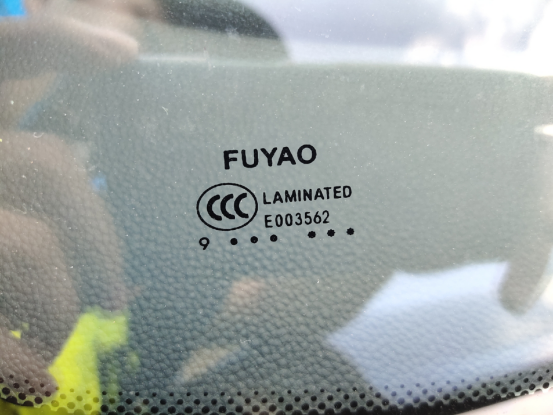 FUYAO
CCC LAMINATED
E003562
9 ● ● ● ✱ ✱ ✱